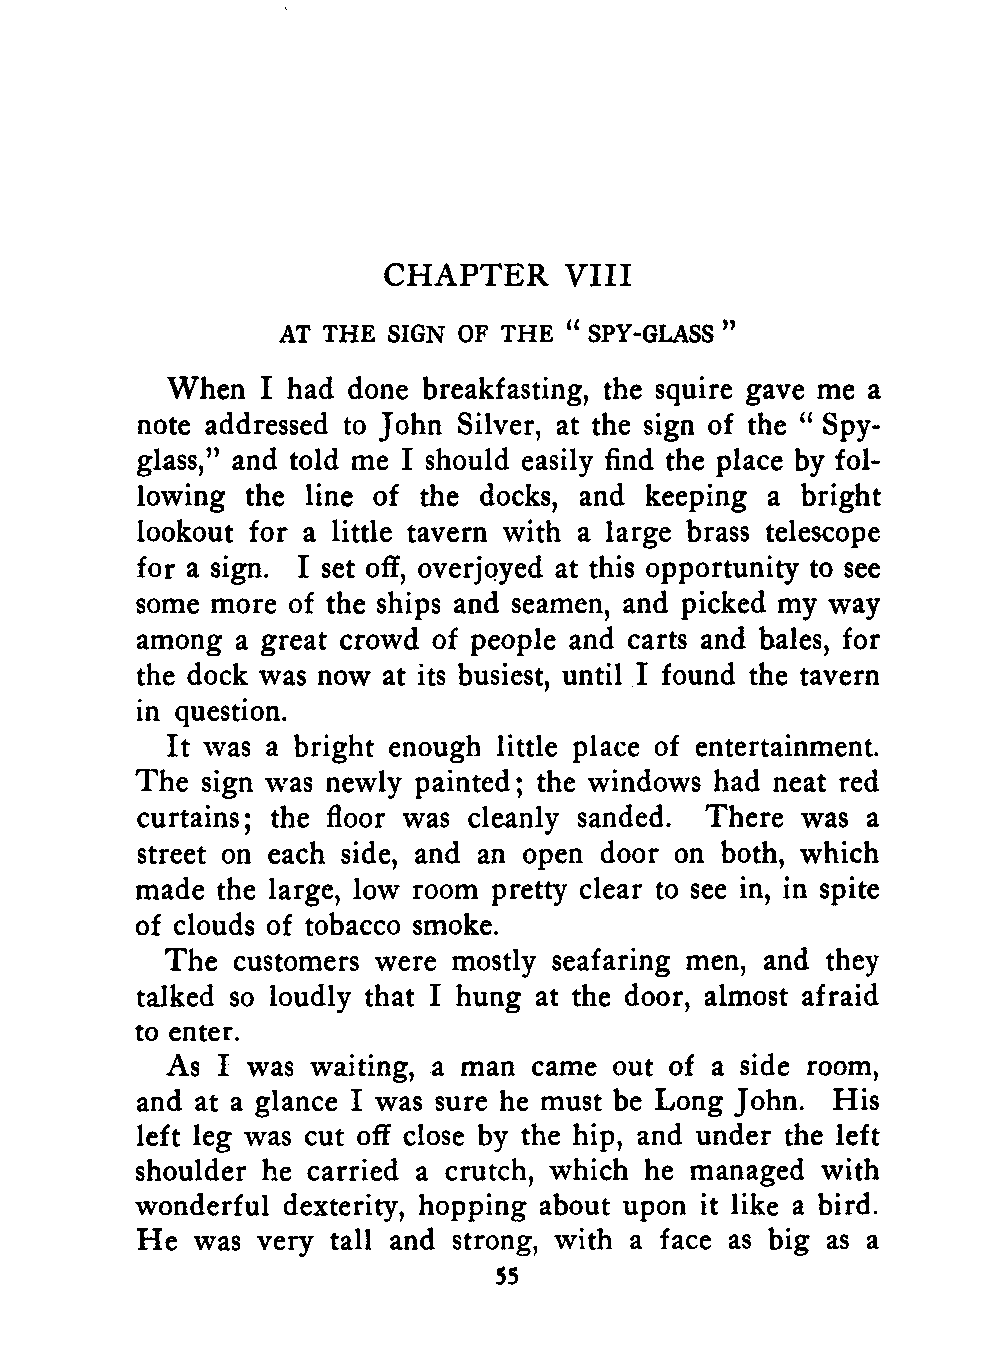 CHAPTER VIII
AT THE SIGN OF THE “ SPY-GLASS ”
When I had done breakfasting, the squire gave me a
note addressed to John Silver, at the sign of the “ Spy-
glass,” and told me I should easily find the place by fol-
lowing the line of the docks, and keeping a bright
lookout for a little tavern with a large brass telescope
for a sign. I set off, overjoyed at this opportunity to see
some more of the ships and seamen, and picked my way
among a great crowd of people and carts and bales, for
the dock was now at its busiest, until I found the tavern
in question.
It was a bright enough little place of entertainment.
The sign was newly painted; the windows had neat red
curtains; the floor was cleanly sanded. There was a
street on each side, and an open door on both, which
made the large, low room pretty clear to see in, in spite
of clouds of tobacco smoke.
The customers were mostly seafaring men, and they
talked so loudly that I hung at the door, almost afraid
to enter.
As I was waiting, a man came out of a side room,
and at a glance I was sure he must be Long John. His
left leg was cut off close by the hip, and under the left
shoulder he carried a crutch, which he managed with
wonderful dexterity, hopping about upon it like a bird.
He was very tall and strong, with a face as big as a
55